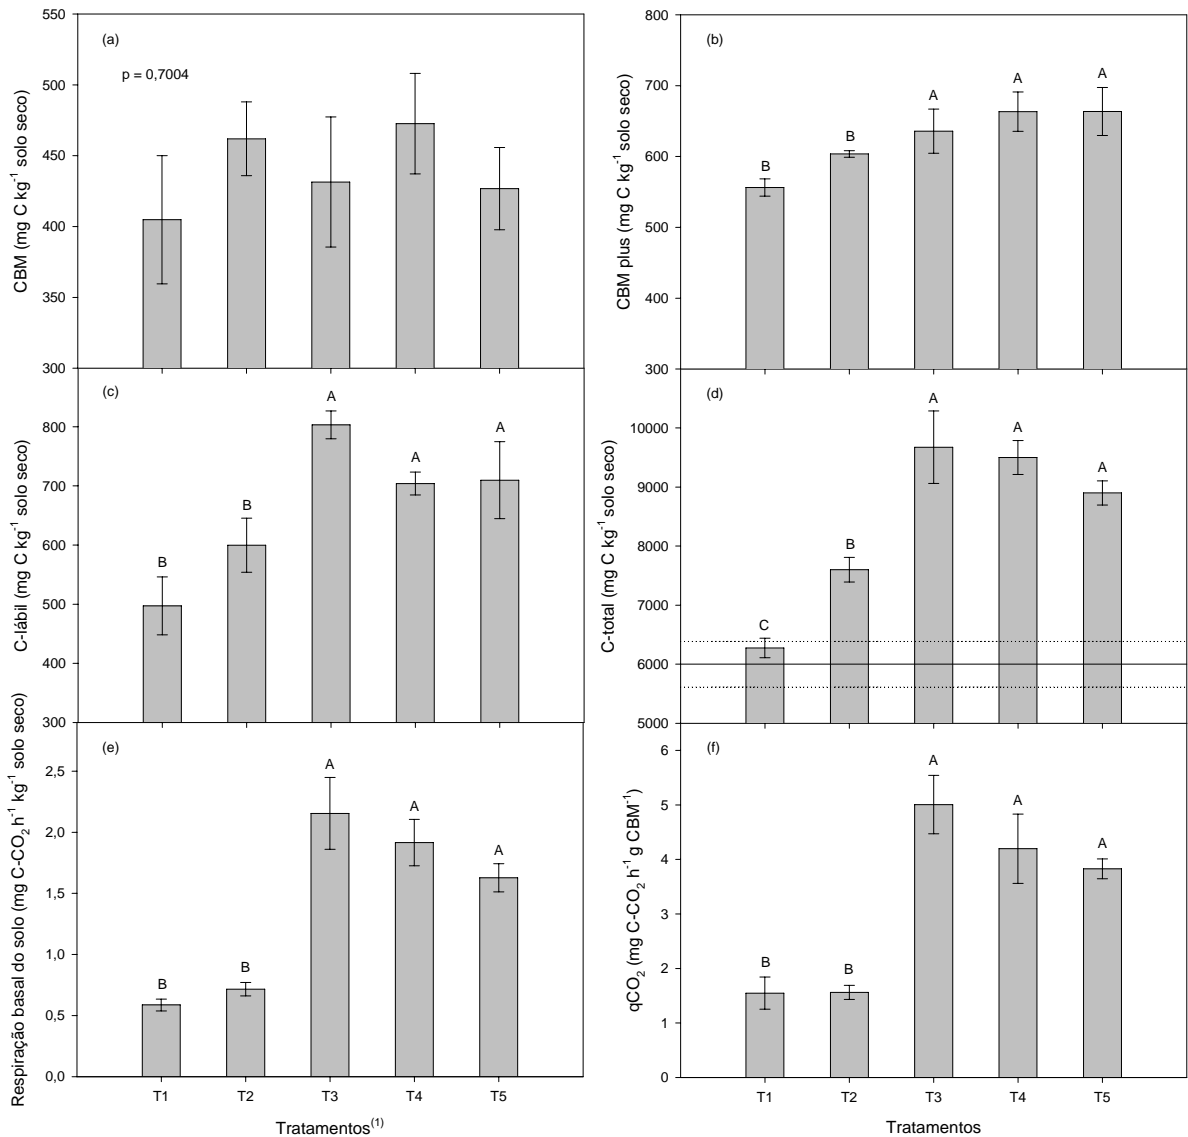 550
500
450
400
350
300
CBM (mg C kg⁻¹ solo seco)
(a)
p = 0,7004
800
700
600
500
400
300
CBM plus (mg C kg⁻¹ solo seco)
(b)
B
B
A
A
A
800
700
600
500
400
300
C-lábil (mg C kg⁻¹ solo seco)
(c)
B
B
A
A
A
10000
9000
8000
7000
6000
5000
C-total (mg C kg⁻¹ solo seco)
(d)
C
B
A
A
A
2,5
2,0
1,5
1,0
0,5
0,0
Respiração basal do solo (mg C-CO₂ h⁻¹ kg⁻¹ solo seco)
(e)
B
B
A
A
A
T1 T2 T3 T4 T5
Tratamentos⁽¹⁾
6
5
4
3
2
1
0
qCO₂ (mg C-CO₂ h⁻¹ g CBM⁻¹)
(f)
B
B
A
A
A
T1 T2 T3 T4 T5
Tratamentos